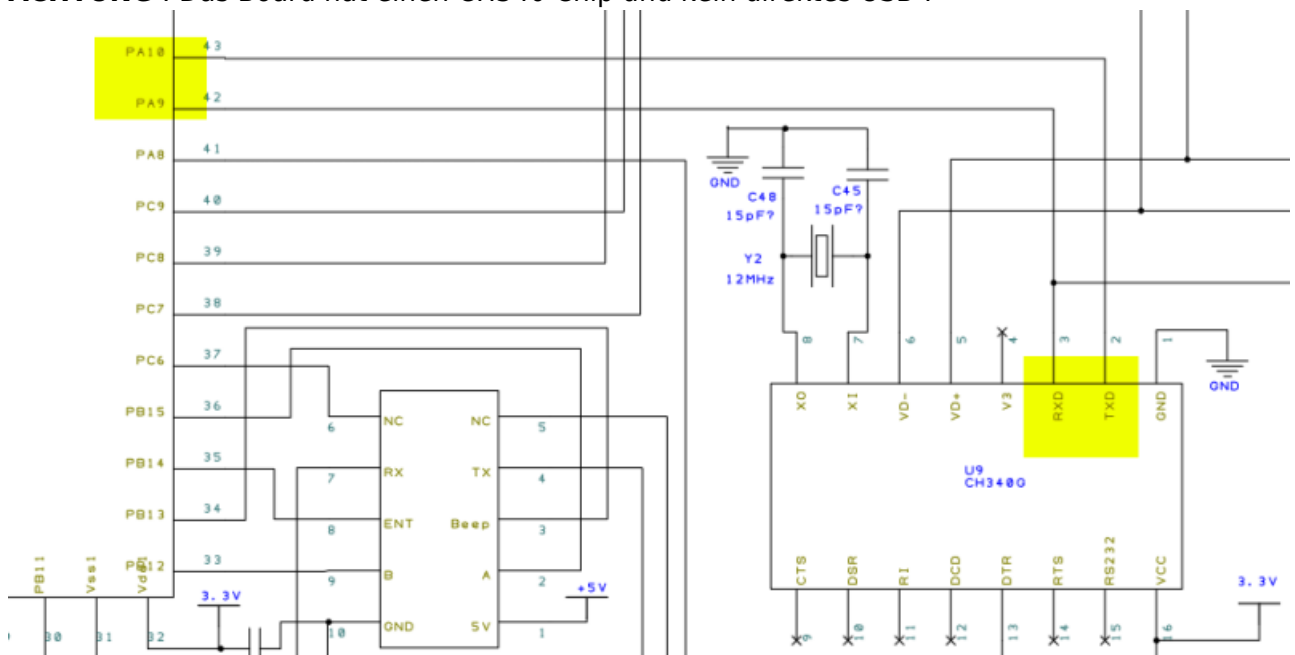 PA10 43
PA9 42
PA8 41
PC9 40
PC8 39
PC7 38
PC6 37
PB15 36
PB14 35
PB13 34
PB12 33
PB11 Vss1
30 31 32
3.3V
NC NC
6 5
RX TX
7 4
ENT Beep
8 3
B A
9 2
GND 5V
10 1
+5V
GND
C48
15pF?
C45
15pF?
Y2
12MHz
8 7 6 5 4 3 2 1
XO XI VD- VD+ V3 RXD TXD GND
GND
U9
CH340G
CTS DSR RI DCD DTR RTS RS232 VCC
9 10 11 12 13 14 15 16
3.3V